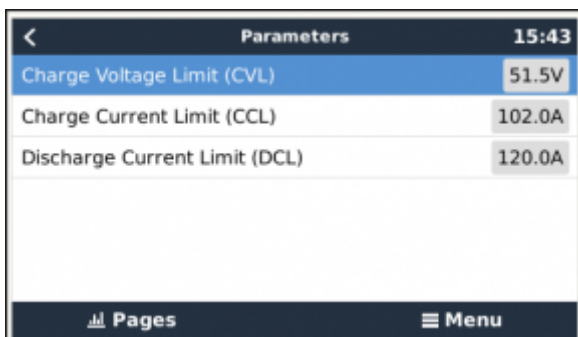 Parameters 15:43
Charge Voltage Limit (CVL) 51.5V
Charge Current Limit (CCL) 102.0A
Discharge Current Limit (DCL) 120.0A
Pages Menu